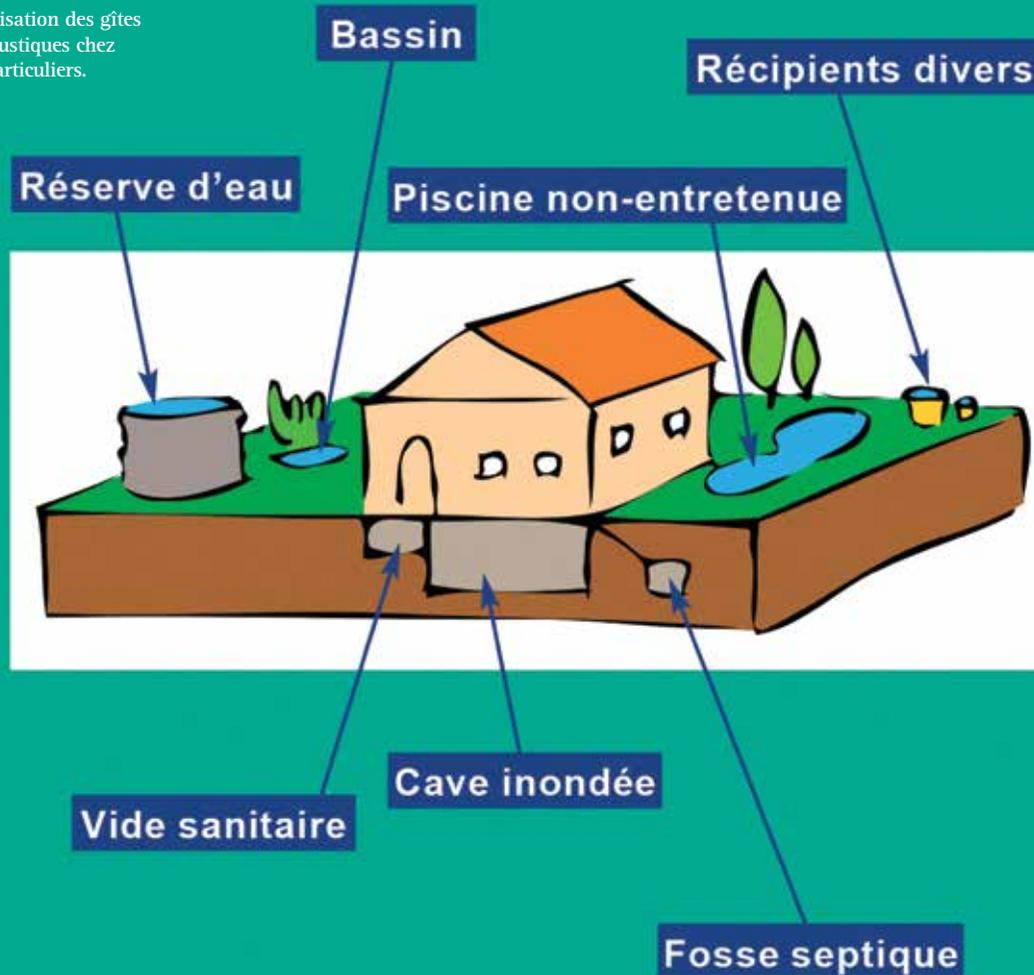 isation des gîtes
ustiques chez
articuliers.
Bassin
Récipients divers
Réserve d'eau
Piscine non-entretenue
Cave inondée
Vide sanitaire
Fosse septique